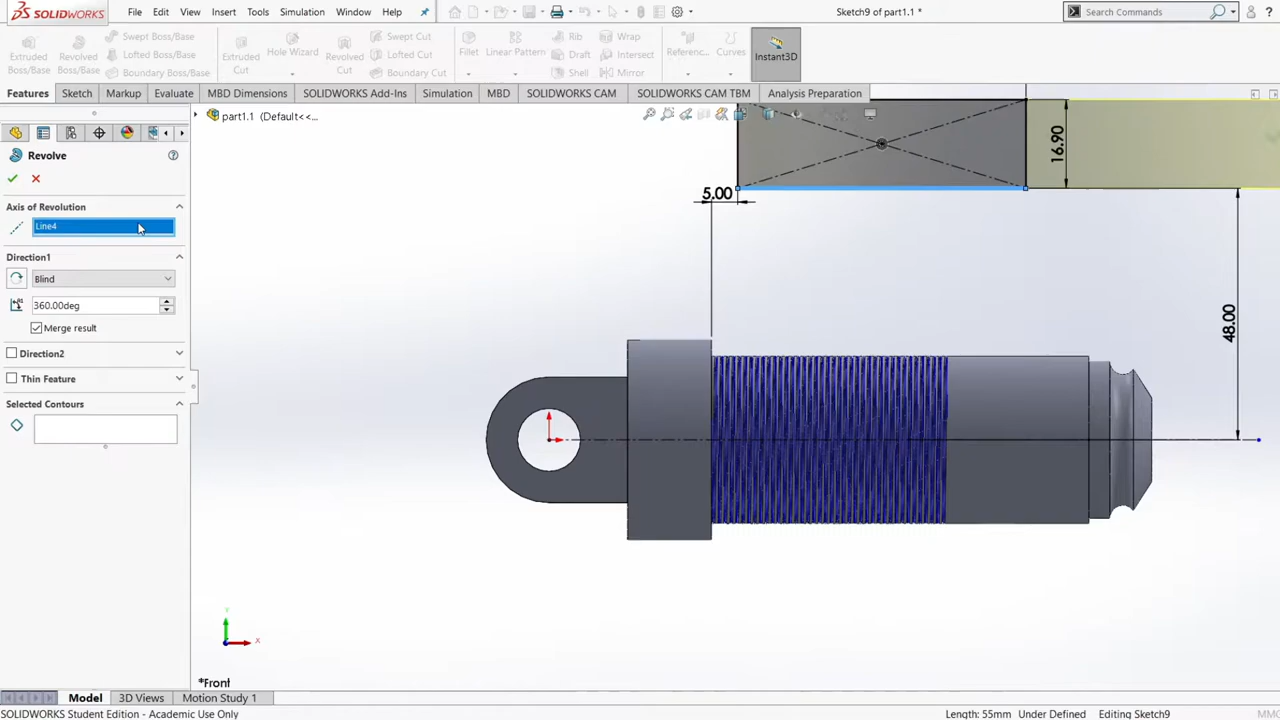 SOLIDWORKS File Edit View Insert Tools Simulation Window Help Sketch9 of part1.1 * Search Commands
Extruded Boss/Base Revolved Boss/Base Swept Boss/Base Lofted Boss/Base Boundary Boss/Base Extruded Cut Hole Wizard Revolved Cut Swept Cut Lofted Cut Boundary Cut Fillet Linear Pattern Rib Draft Shell Wrap Intersect Mirror Referenc... Curves Instant3D
Features Sketch Markup Evaluate MBD Dimensions SOLIDWORKS Add-Ins Simulation MBD SOLIDWORKS CAM SOLIDWORKS CAM TBM Analysis Preparation
part1.1 (Default<<...
Revolve
Axis of Revolution
Line4
Direction1
Blind
360.00deg
Merge result
Direction2
Thin Feature
Selected Contours
16.90
5.00
48.00
Y
X
*Front
Model 3D Views Motion Study 1
SOLIDWORKS Student Edition - Academic Use Only Length: 55mm Under Defined Editing Sketch9